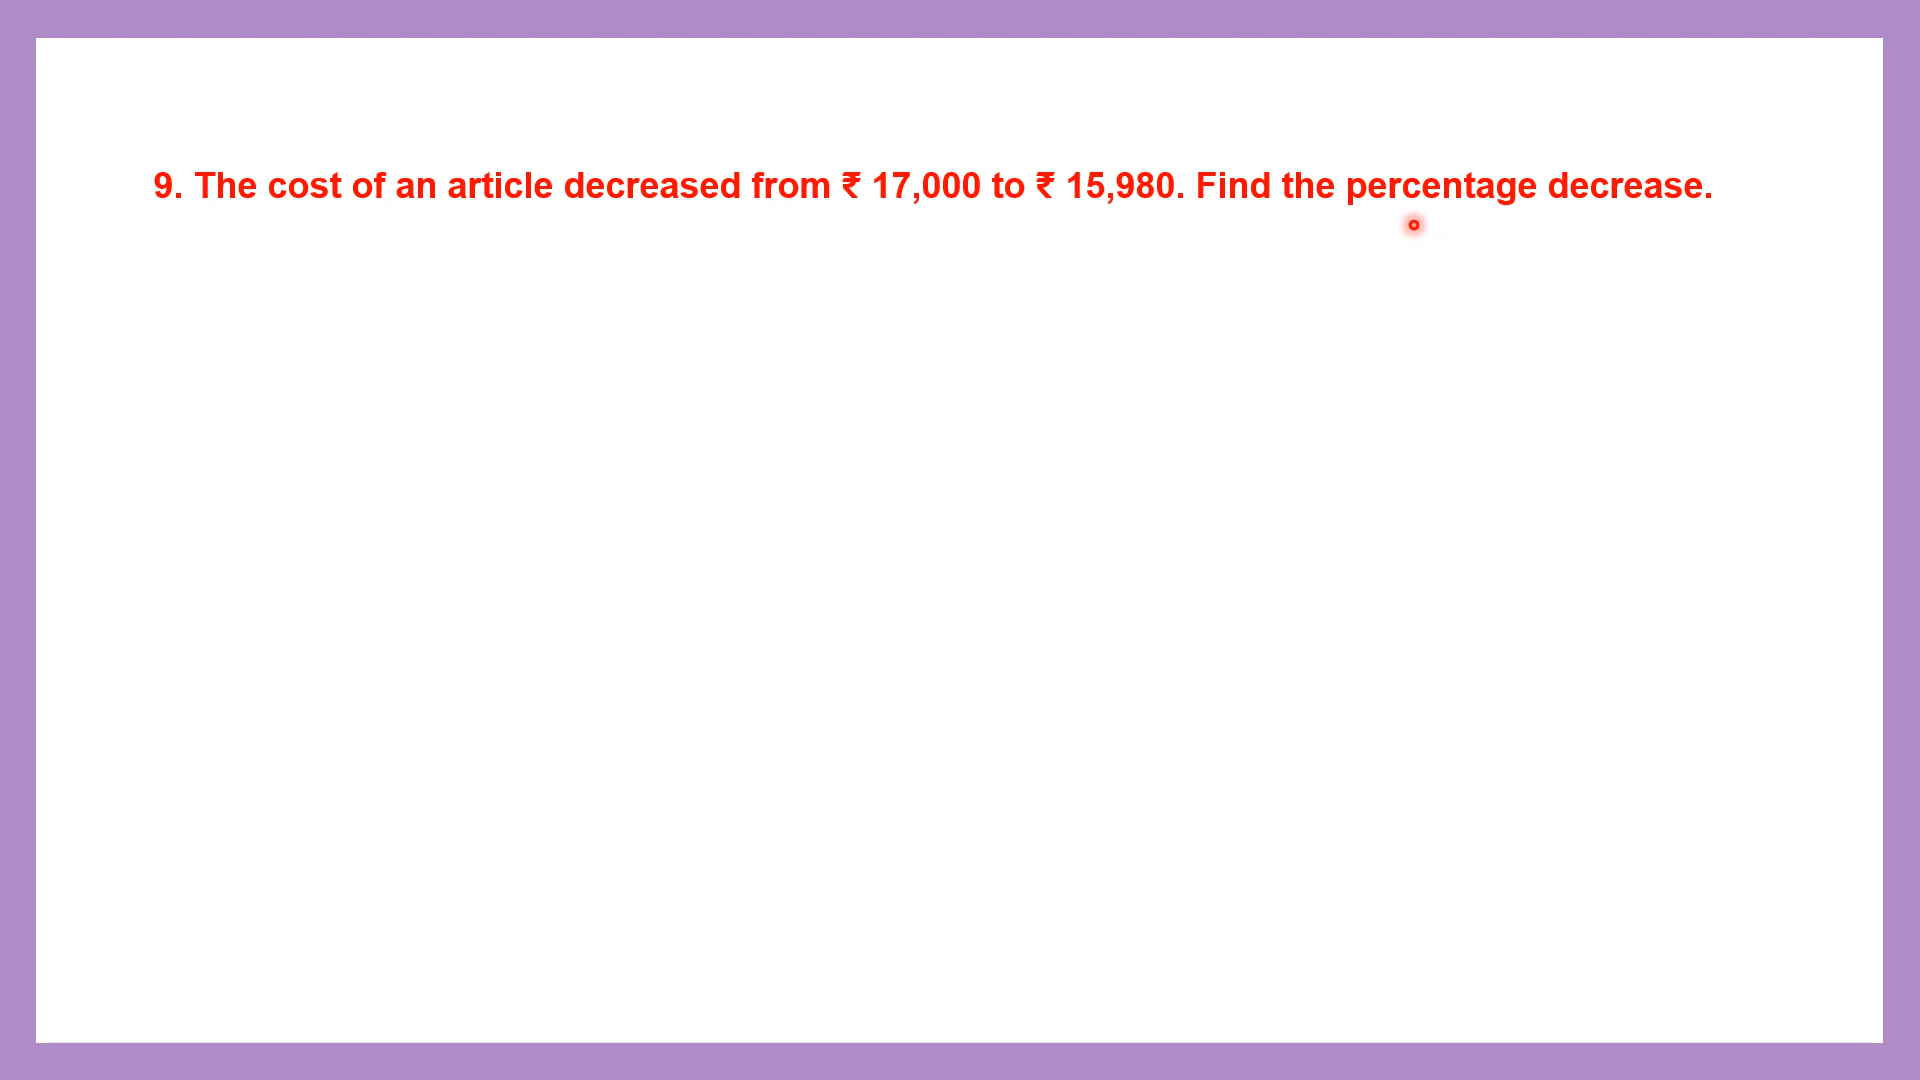 9. The cost of an article decreased from ₹ 17,000 to ₹ 15,980. Find the percentage decrease.